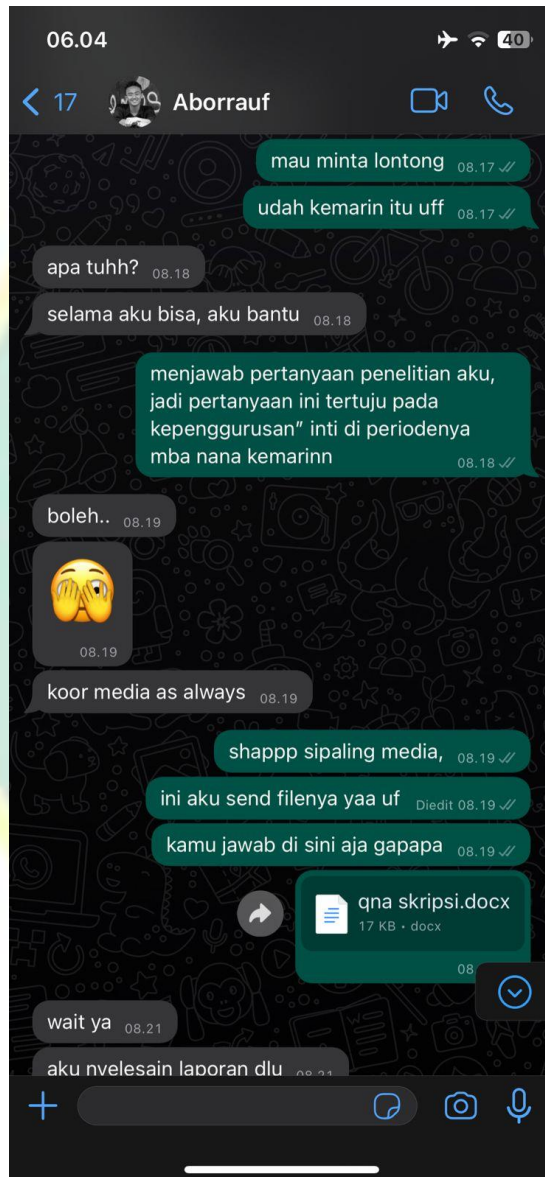 06.04
40
17 Aborrauf
mau minta lontong 08.17
udah kemarin itu uff 08.17
apa tuhh? 08.18
selama aku bisa, aku bantu 08.18
menjawab pertanyaan penelitian aku,
jadi pertanyaan ini tertuju pada
kepenggurusan” inti di periodenya
mba nana kemarinn 08.18
boleh.. 08.19
08.19
koor media as always 08.19
shappp sipaling media, 08.19
ini aku send filenya yaa uf Diedit 08.19
kamu jawab di sini aja gapapa 08.19
qna skripsi.docx
17 KB • docx
08
wait ya 08.21
aku nyelesain laporan dlu 08.21